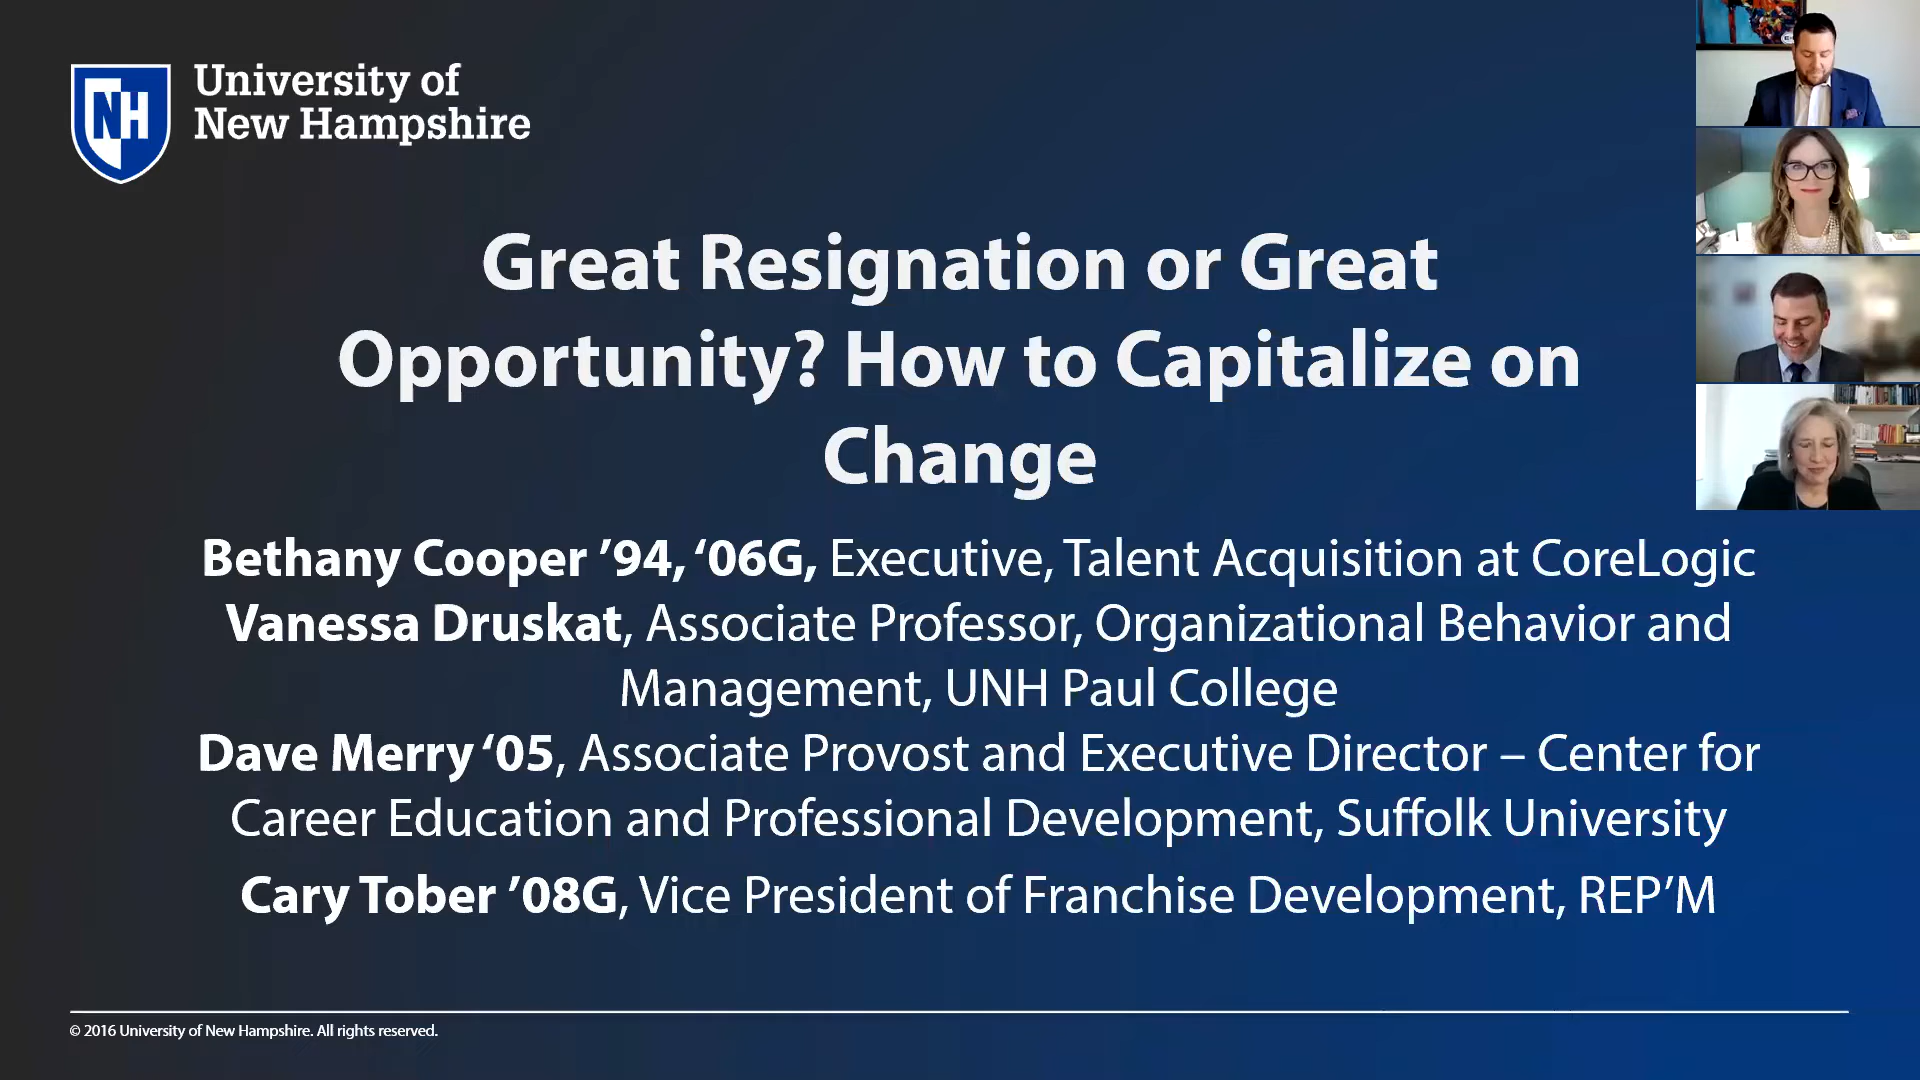 NH
University of
New Hampshire
Great Resignation or Great
Opportunity? How to Capitalize on
Change
Bethany Cooper ’94, ‘06G, Executive, Talent Acquisition at CoreLogic
Vanessa Druskat, Associate Professor, Organizational Behavior and
Management, UNH Paul College
Dave Merry ‘05, Associate Provost and Executive Director – Center for
Career Education and Professional Development, Suffolk University
Cary Tober ’08G, Vice President of Franchise Development, REP’M
© 2016 University of New Hampshire. All rights reserved.